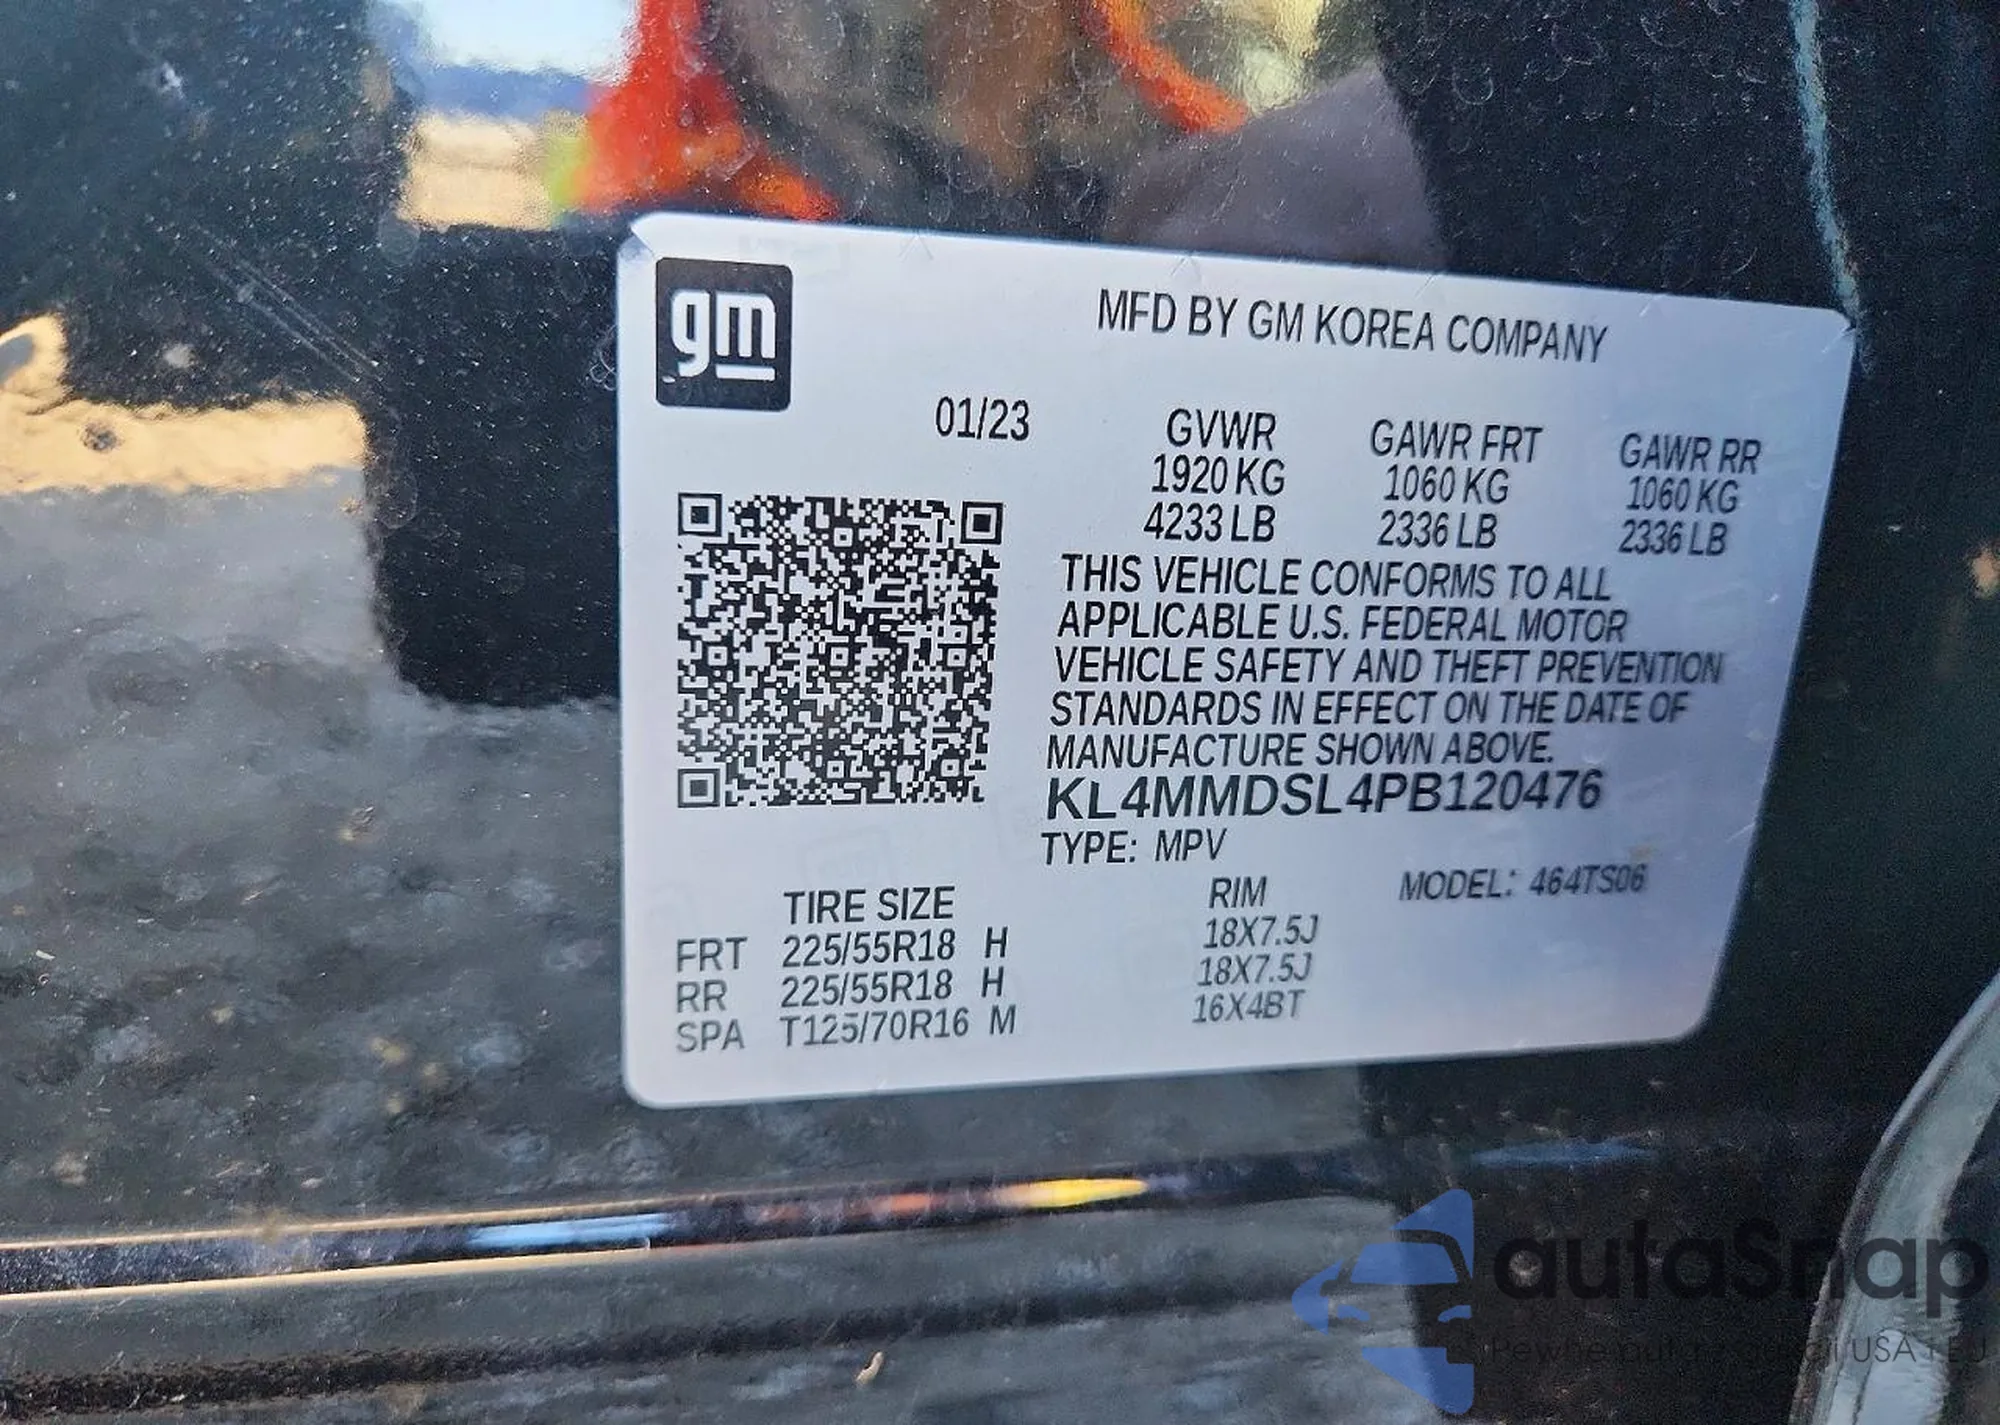 gm
MFD BY GM KOREA COMPANY
01/23 GVWR GAWR FRT GAWR RR
1920 KG 1060 KG 1060 KG
4233 LB 2336 LB 2336 LB
THIS VEHICLE CONFORMS TO ALL
APPLICABLE U.S. FEDERAL MOTOR
VEHICLE SAFETY AND THEFT PREVENTION
STANDARDS IN EFFECT ON THE DATE OF
MANUFACTURE SHOWN ABOVE.
KL4MMDSL4PB120476
TYPE: MPV
TIRE SIZE RIM MODEL: 464TS06
FRT 225/55R18 H 18X7.5J
RR 225/55R18 H 18X7.5J
SPA T125/70R16 M 16X4BT
autaSnap
USA i EU